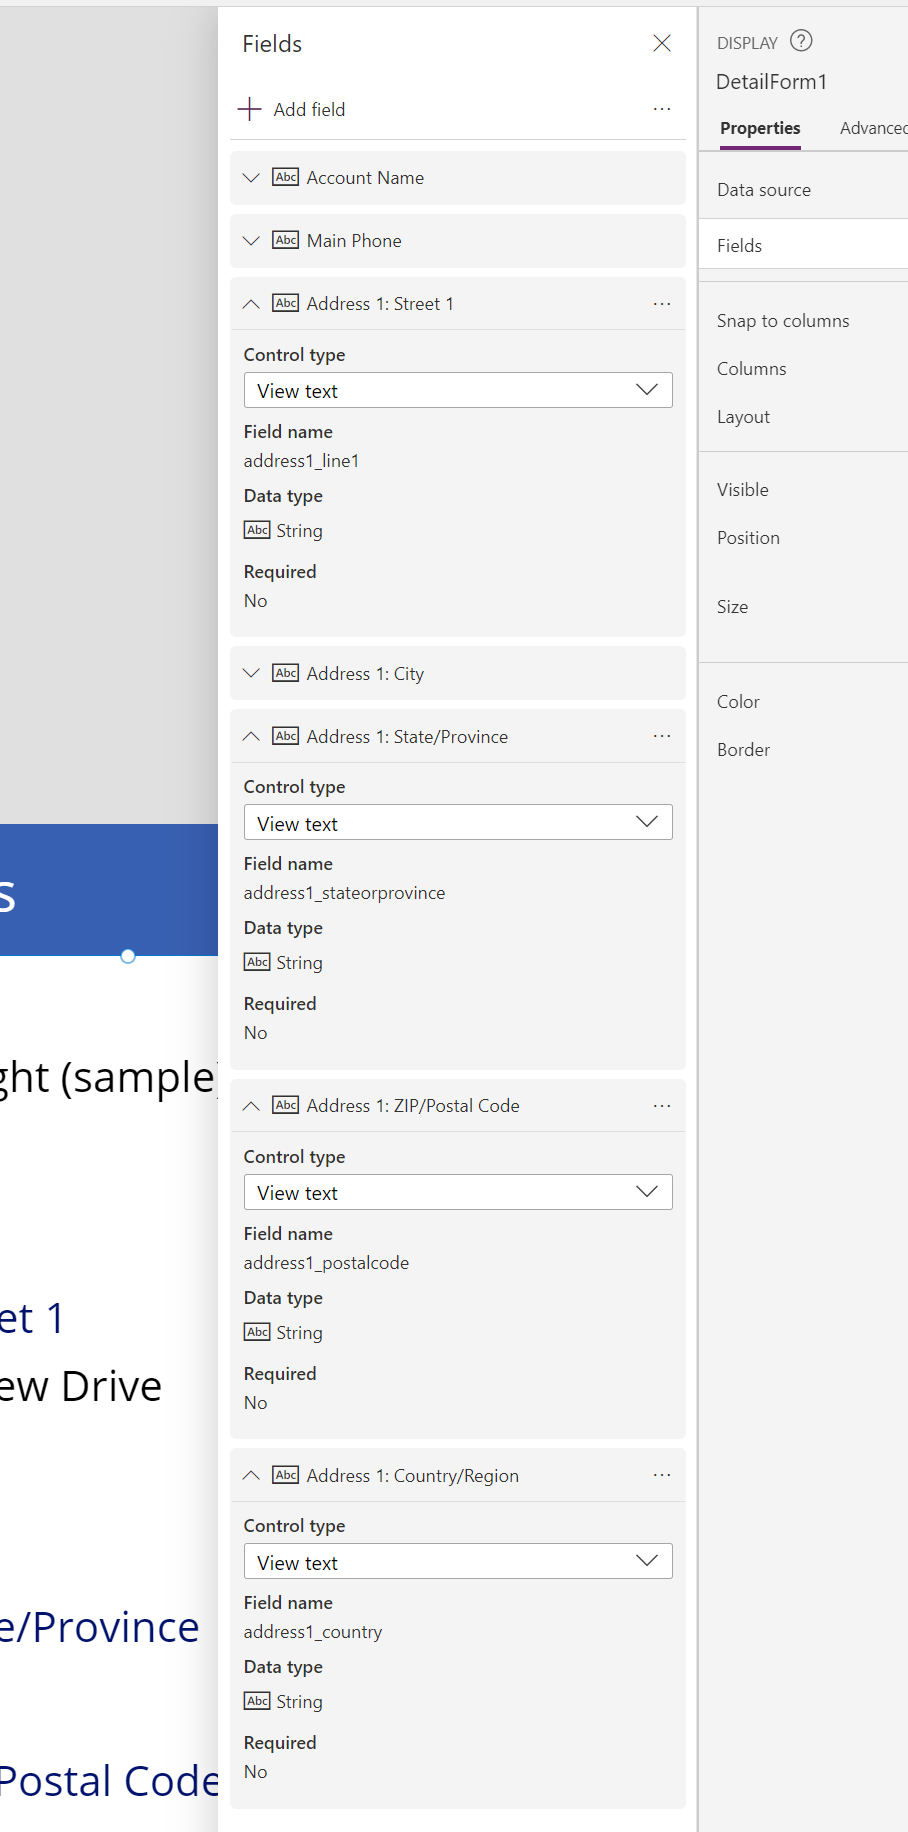 Fields
Add field
Abc Account Name
Abc Main Phone
Abc Address 1: Street 1
Control type
View text
Field name
address1_line1
Data type
Abc String
Required
No
Abc Address 1: City
Abc Address 1: State/Province
Control type
View text
Field name
address1_stateorprovince
Data type
Abc String
Required
No
Abc Address 1: ZIP/Postal Code
Control type
View text
Field name
address1_postalcode
Data type
Abc String
Required
No
Abc Address 1: Country/Region
Control type
View text
Field name
address1_country
Data type
Abc String
Required
No
DISPLAY ?
DetailForm1
Properties Advanced
Data source
Fields
Snap to columns
Columns
Layout
Visible
Position
Size
Color
Border
s
ght (sample)
et 1
ew Drive
e/Province
Postal Code